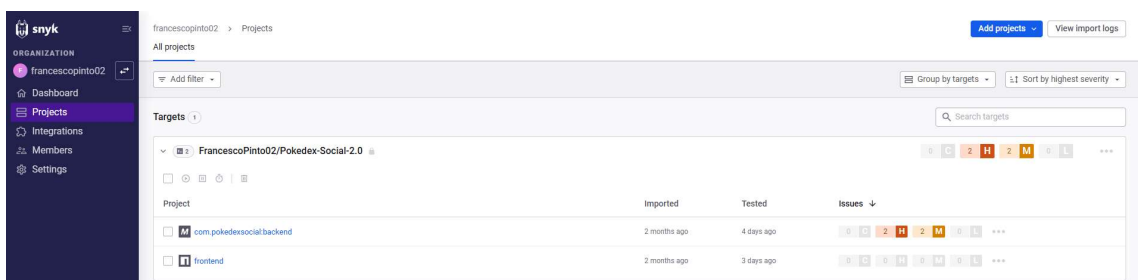 snyk
ORGANIZATION
F francescopinto02
Dashboard
Projects
Integrations
Members
Settings
francescopinto02 > Projects
Add projects
View import logs
All projects
Add filter
Group by targets
Sort by highest severity
Targets 1
Search targets
2 FrancescoPinto02/Pokedex-Social-2.0 0 C 2 H 2 M 0 L
Project Imported Tested Issues
M com.pokedexsocial:backend 2 months ago 4 days ago 0 C 2 H 2 M 0 L
frontend 2 months ago 3 days ago 0 C 0 H 0 M 0 L